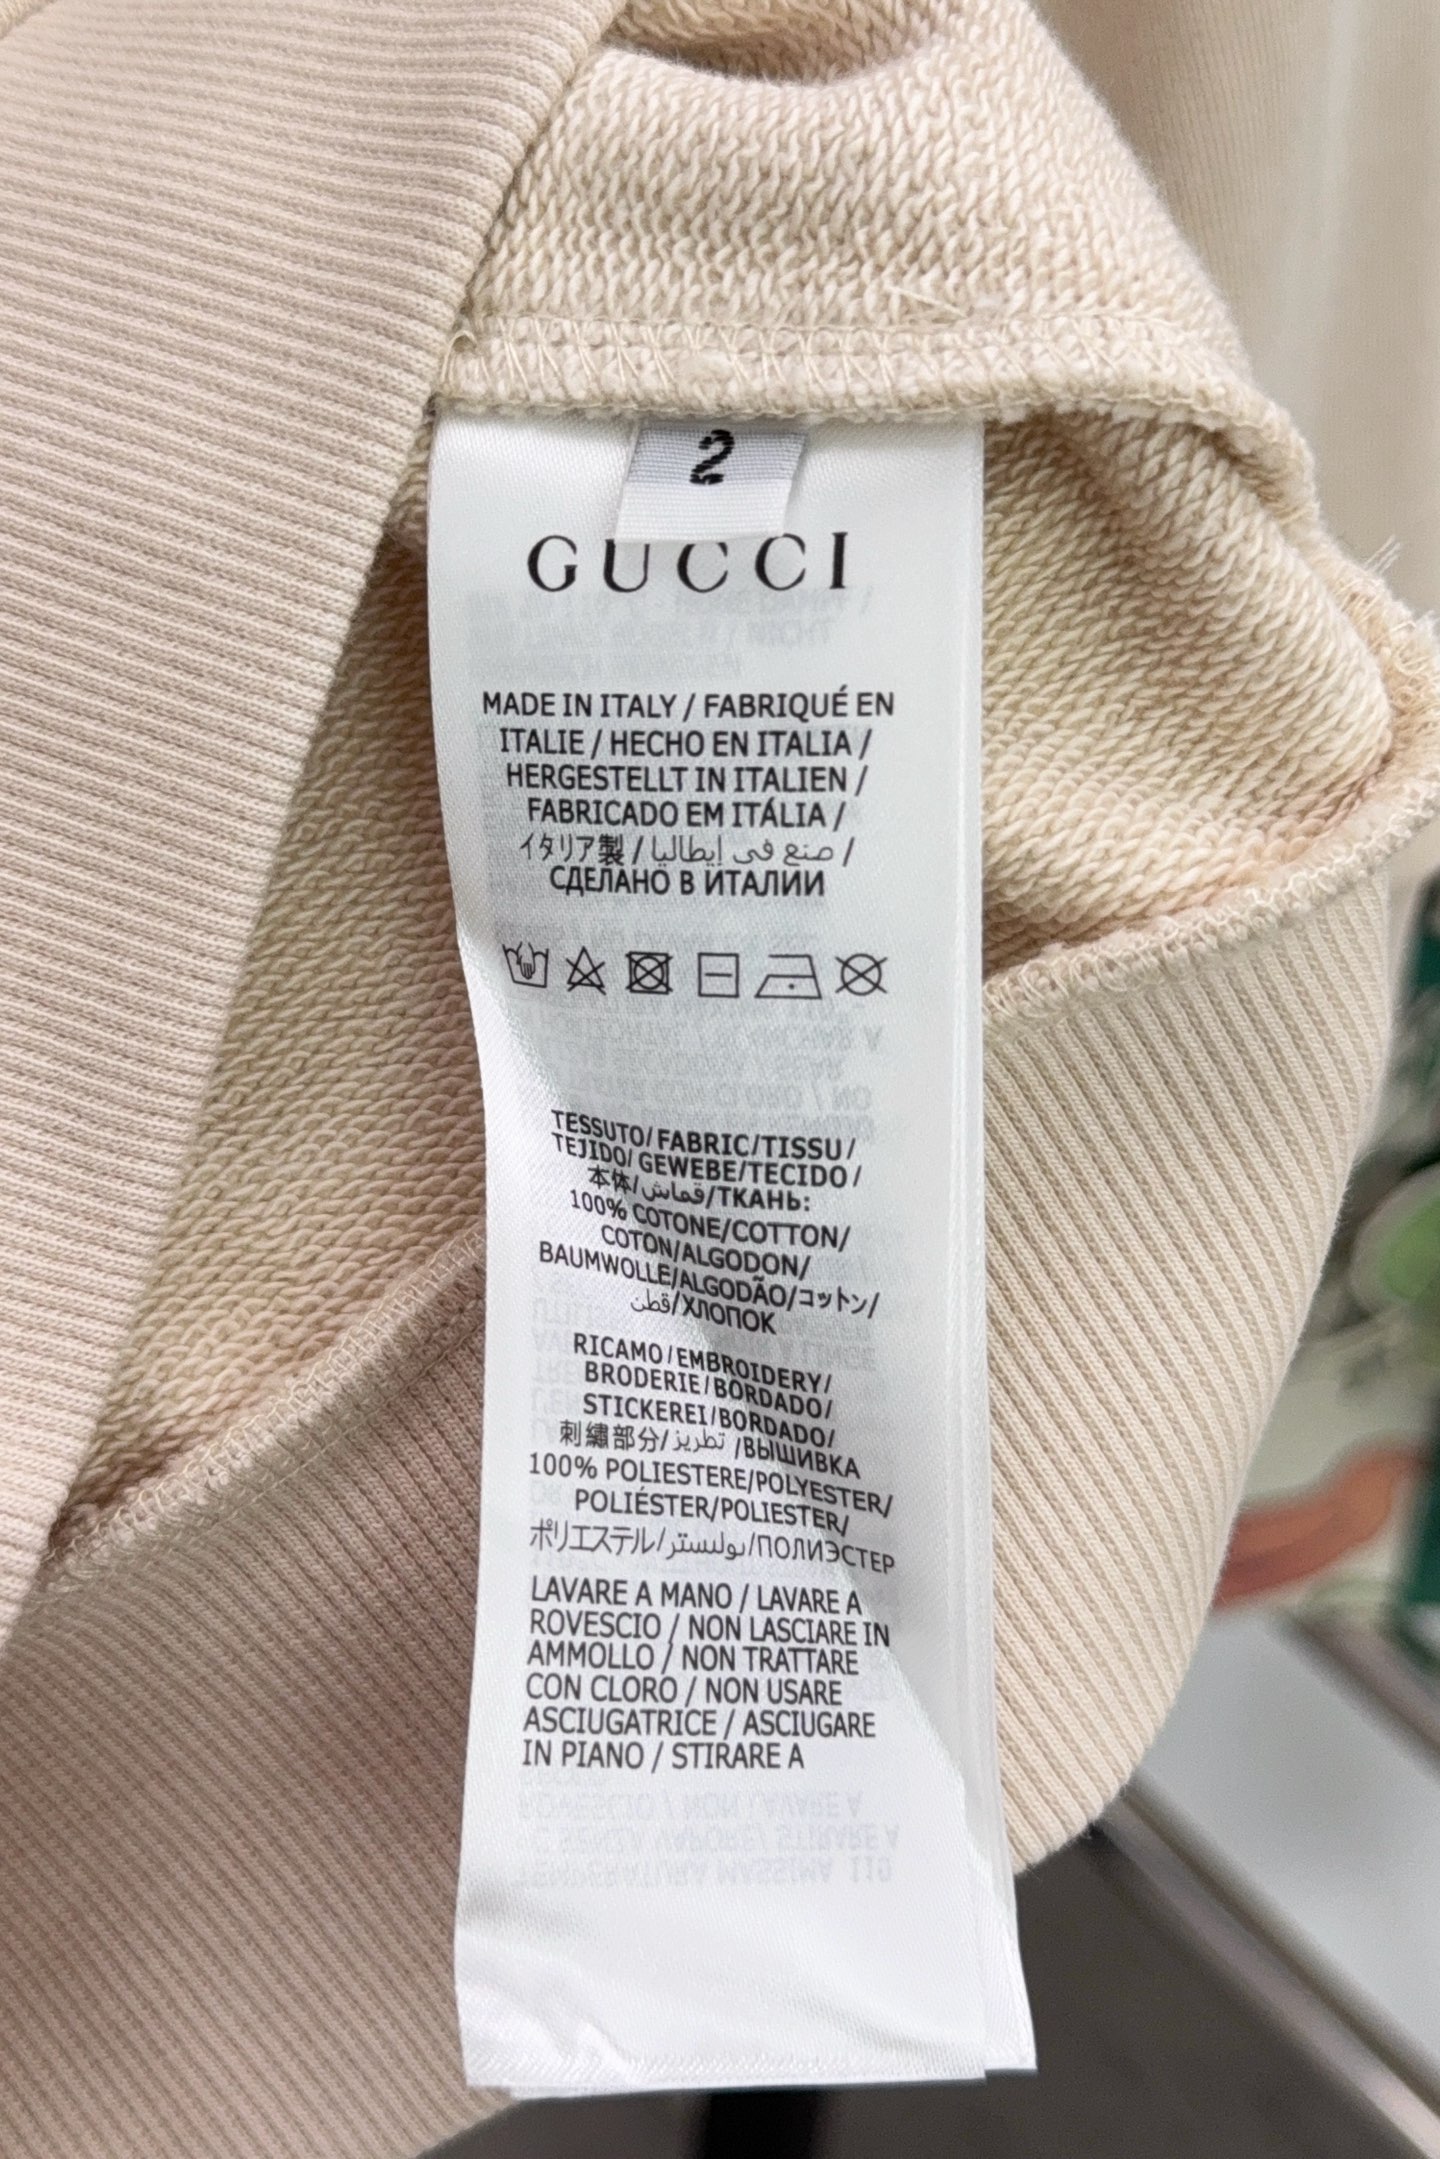 2
GUCCI
MADE IN ITALY / FABRIQUÉ EN
ITALIE / HECHO EN ITALIA /
HERGESTELLT IN ITALIEN /
FABRICADO EM ITÁLIA /
イタリア製 / صنع في إيطاليا /
СДЕЛАНО В ИТАЛИИ
TESSUTO/FABRIC/TISSU/
TEJIDO/ GEWEBE/TECIDO/
本体/قماش/ТКАНЬ:
100% COTONE/COTTON/
COTON/ALGODON/
BAUMWOLLE/ALGODÃO/コットン/
قطن/ХЛОПОК
RICAMO/EMBROIDERY/
BRODERIE/BORDADO/
STICKEREI/BORDADO/
刺繍部分/تطريز /ВЫШИВКА
100% POLIESTERE/POLYESTER/
POLIÉSTER/POLIESTER/
ポリエステル/بوليستر/ПОЛИЭСТЕР
LAVARE A MANO / LAVARE A
ROVESCIO / NON LASCIARE IN
AMMOLLO / NON TRATTARE
CON CLORO / NON USARE
ASCIUGATRICE / ASCIUGARE
IN PIANO / STIRARE A